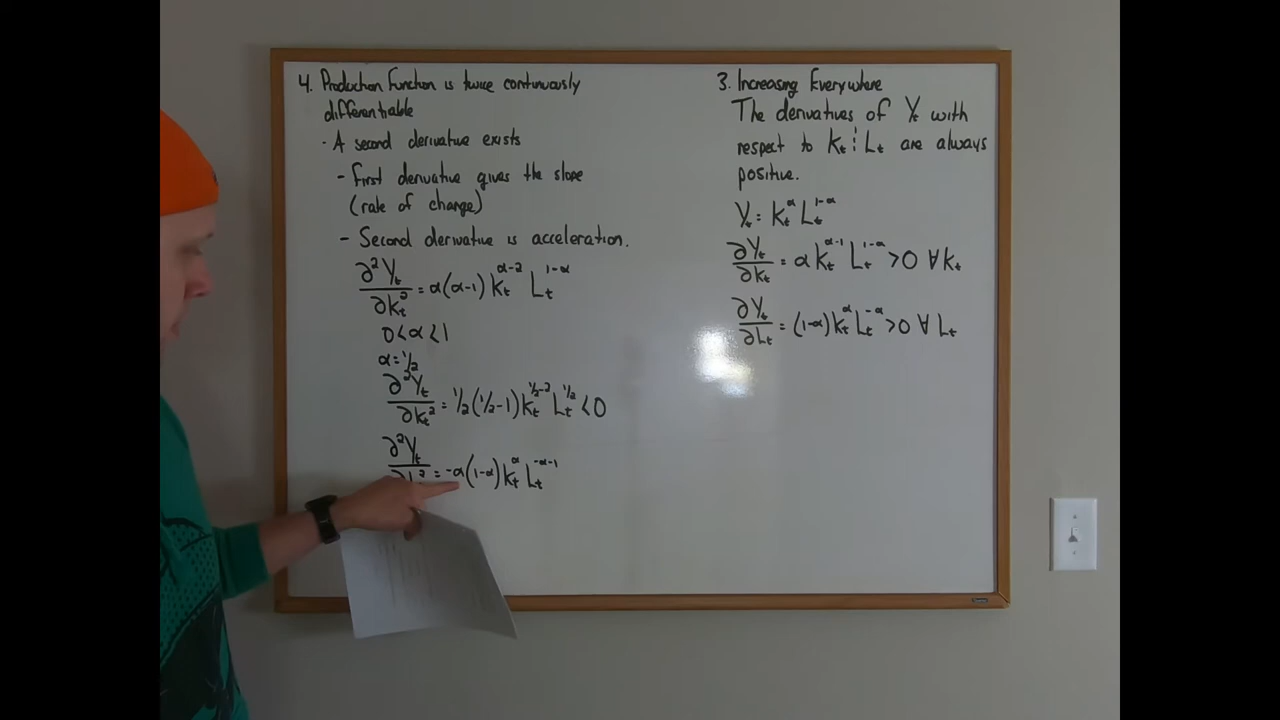 4. Production Function is twice continuously
differentiable
· A second derivative exists
- First derivative gives the slope
(rate of change)
- Second derivative is acceleration.
∂²Yₜ/∂Kₜ² = α(α-1)Kₜ^(α-2) Lₜ^(1-α)
0<α<1
α=1/2
∂²Yₜ/∂Kₜ² = 1/2(1/2-1)Kₜ^(1/2-2) Lₜ^(1/2) <0
∂²Yₜ/∂L² = -α(1-α)Kₜ^α Lₜ^(-α-1)
3. Increasing Everywhere
The derivatives of Yₜ with
respect to Kₜ ⋮ Lₜ are always
positive.
Yₜ = Kₜ^α Lₜ^(1-α)
∂Yₜ/∂Kₜ = αKₜ^(α-1) Lₜ^(1-α) >0 ∀Kₜ
∂Yₜ/∂Lₜ = (1-α)Kₜ^α Lₜ^(-α) >0 ∀ Lₜ